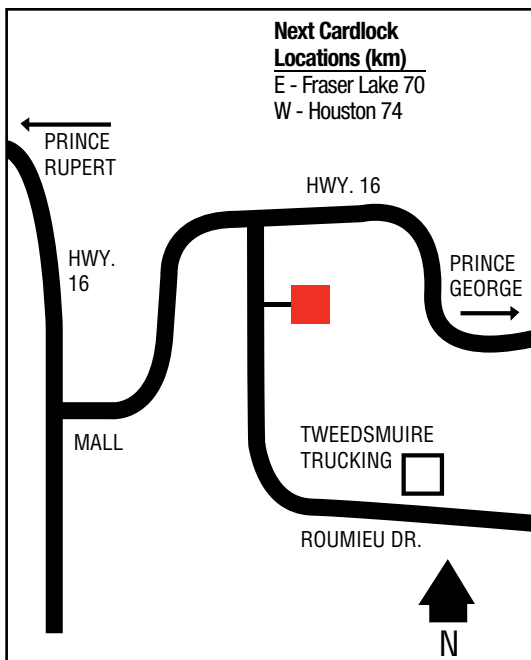 Next Cardlock
Locations (km)
E - Fraser Lake 70
W - Houston 74
PRINCE
RUPERT
HWY. 16
HWY.
16
PRINCE
GEORGE
MALL
TWEEDSMUIRE
TRUCKING
ROUMIEU DR.
N